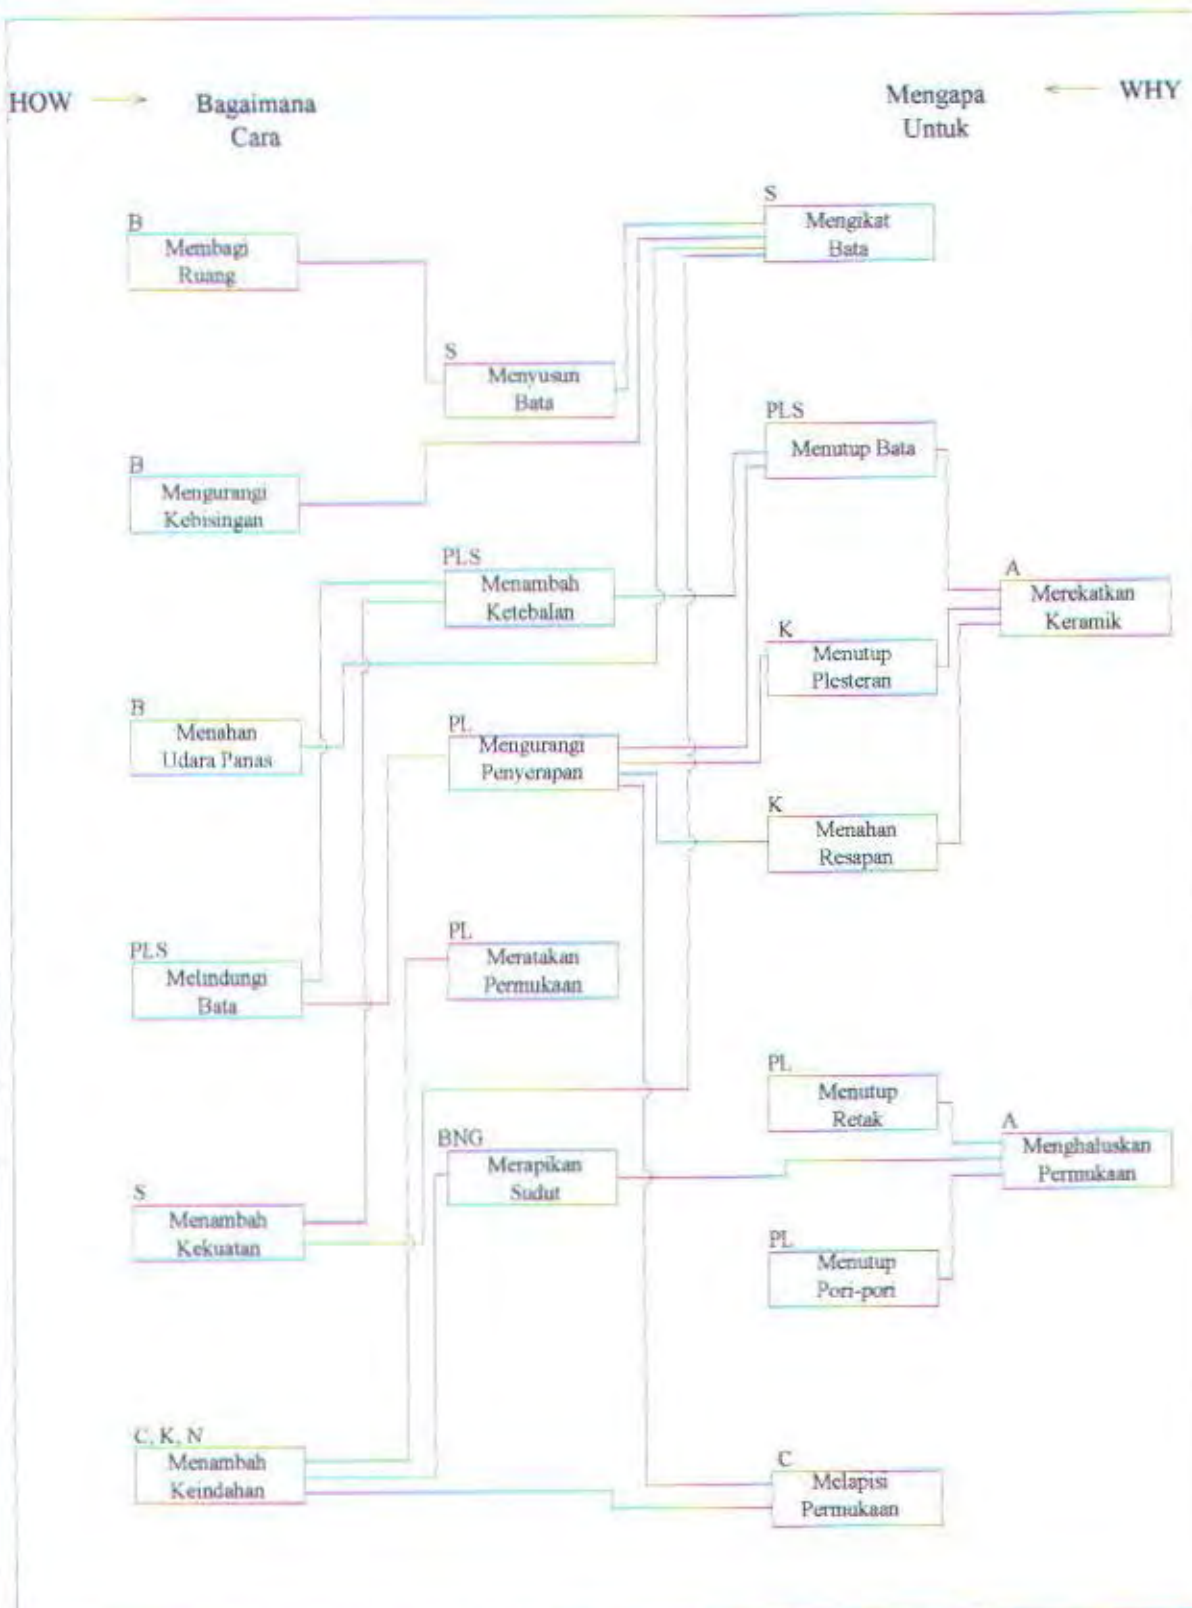 HOW
Bagaimana
Cara
Mengapa
Untuk
WHY
B
Membagi
Ruang
S
Mengikat
Bata
S
Menyusun
Bata
PLS
Menutup Bata
B
Mengurangi
Kebisingan
PLS
Menambah
Ketebalan
A
Merekatkan
Keramik
K
Menutup
Plesteran
B
Menahan
Udara Panas
PL
Mengurangi
Penyerapan
K
Menahan
Resapan
PLS
Melindungi
Bata
PL
Meratakan
Permukaan
PL
Menutup
Retak
A
Menghaluskan
Permukaan
BNG
Merapikan
Sudut
S
Menambah
Kekuatan
PL
Menutup
Pori-pori
C, K, N
Menambah
Keindahan
C
Melapisi
Permukaan